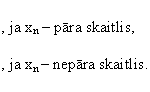 , ja xₙ – pāra skaitlis,
, ja xₙ – nepāra skaitlis.